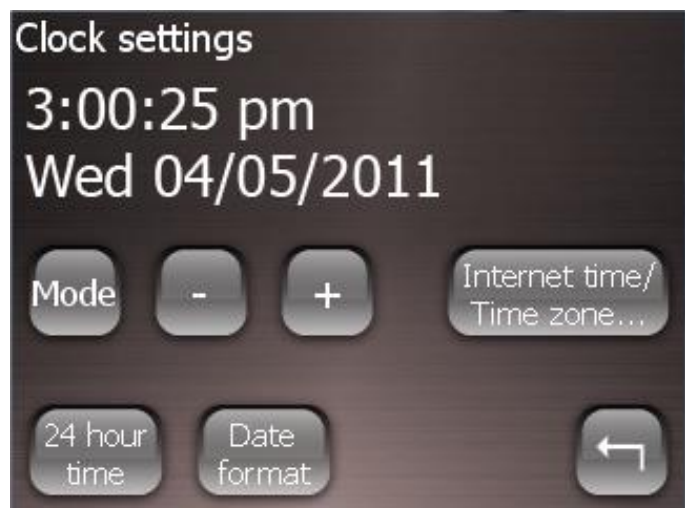 Clock settings
3:00:25 pm
Wed 04/05/2011
Mode
-
+
Internet time/
Time zone...
24 hour
time
Date
format